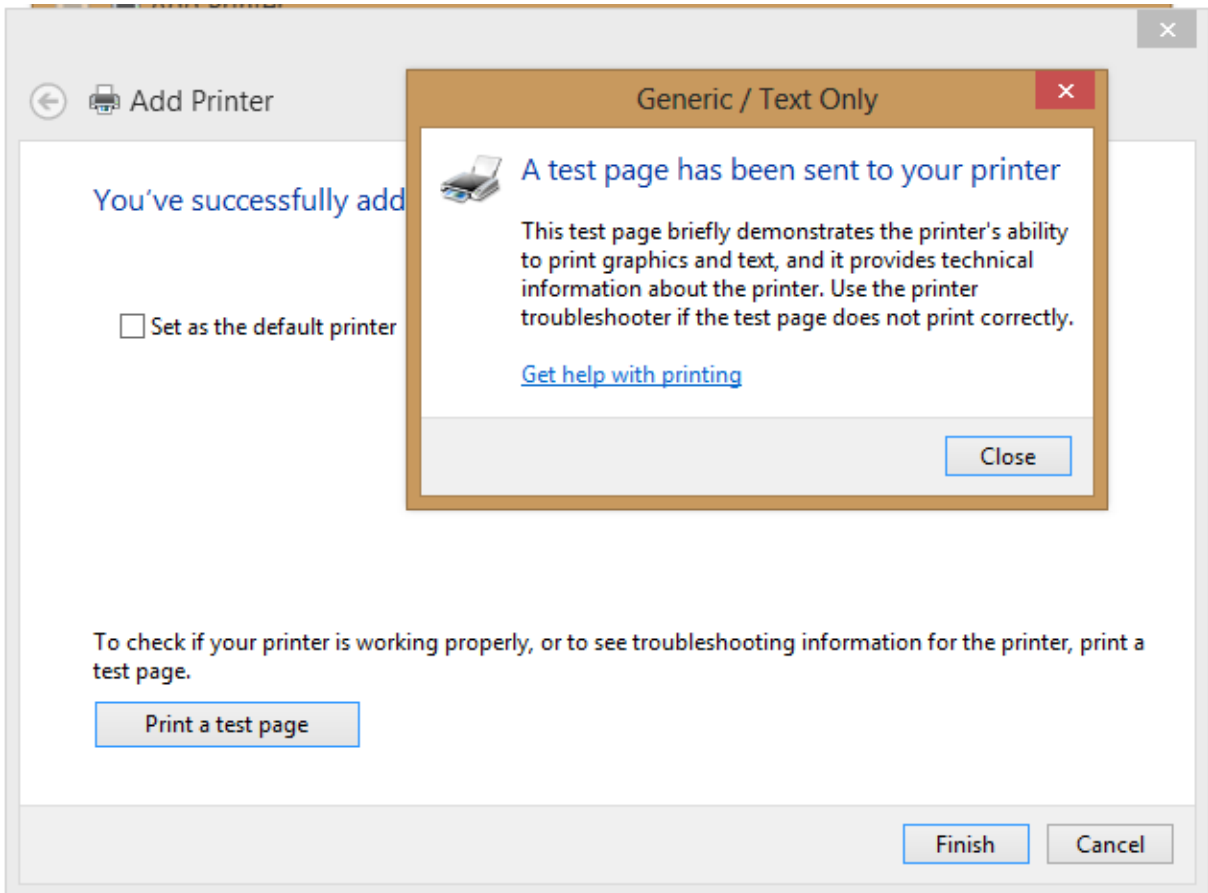 Add Printer
Generic / Text Only
A test page has been sent to your printer
This test page briefly demonstrates the printer's ability
to print graphics and text, and it provides technical
information about the printer. Use the printer
troubleshooter if the test page does not print correctly.
Get help with printing
Close
You've successfully add
Set as the default printer
To check if your printer is working properly, or to see troubleshooting information for the printer, print a
test page.
Print a test page
Finish
Cancel